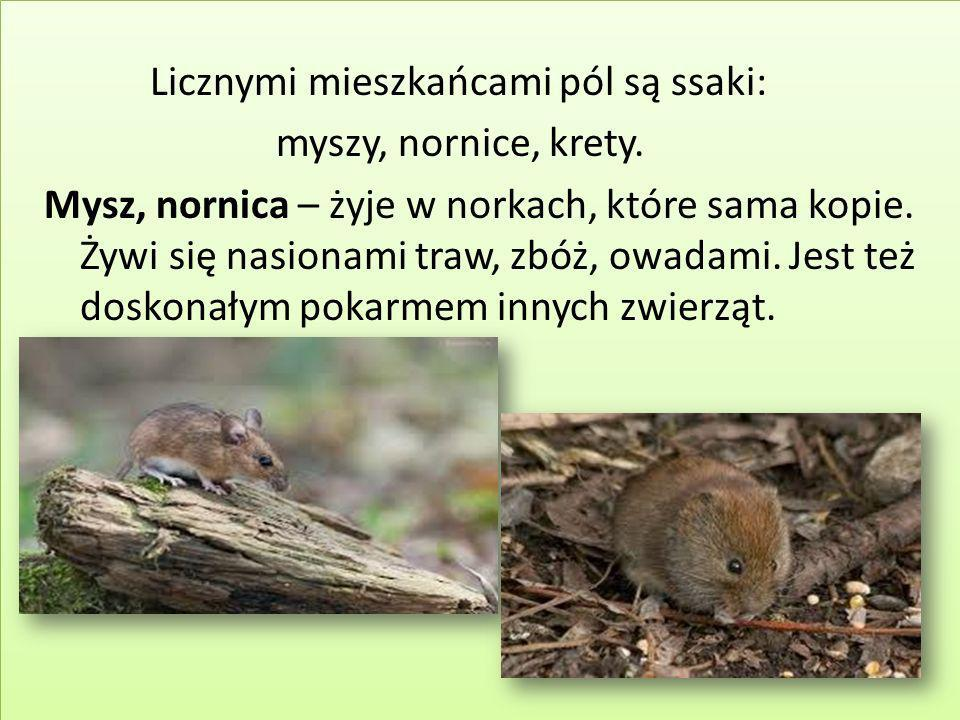 Licznymi mieszkańcami pól są ssaki:
myszy, nornice, krety.
Mysz, nornica – żyje w norkach, które sama kopie.
Żywi się nasionami traw, zbóż, owadami. Jest też
doskonałym pokarmem innych zwierząt.